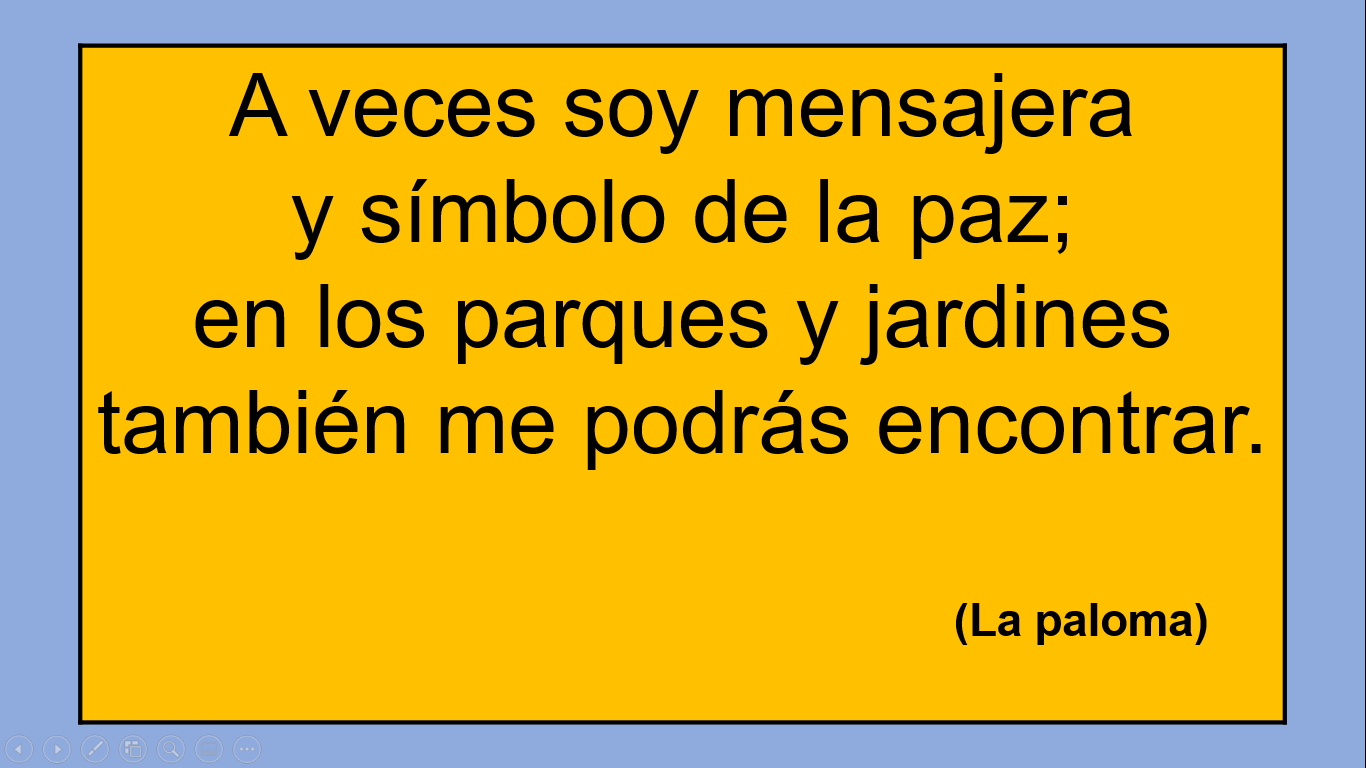 A veces soy mensajera
y símbolo de la paz;
en los parques y jardines
también me podrás encontrar.
(La paloma)